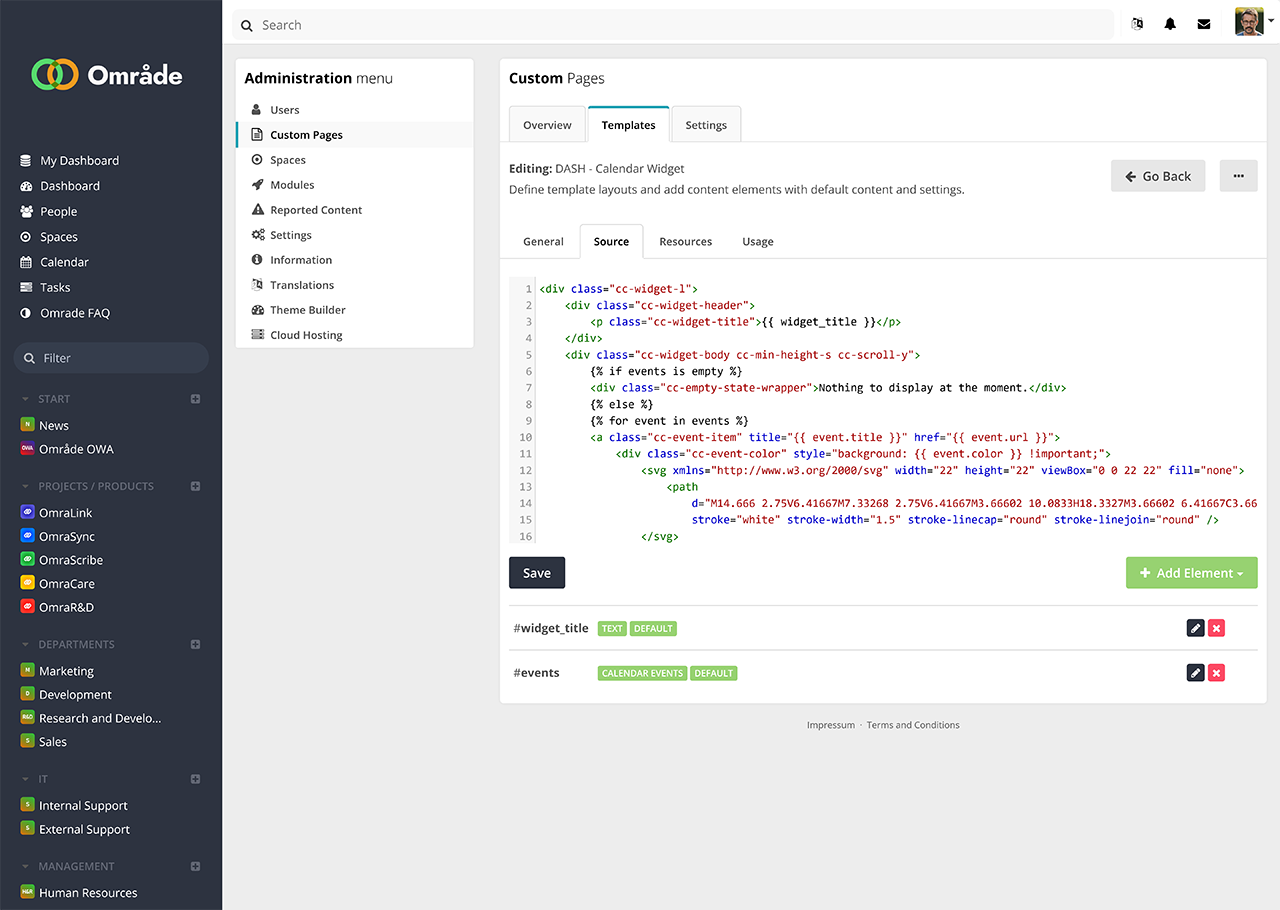 Område
My Dashboard
Dashboard
People
Spaces
Calendar
Tasks
Omrade FAQ
Filter
START
N News
OWA Område OWA
PROJECTS / PRODUCTS
OmraLink
OmraSync
OmraScribe
OmraCare
OmraR&D
DEPARTMENTS
M Marketing
D Development
R&D Research and Develo...
S Sales
IT
S Internal Support
S External Support
MANAGEMENT
H&R Human Resources
Search
Administration menu
Users
Custom Pages
Spaces
Modules
Reported Content
Settings
Information
Translations
Theme Builder
Cloud Hosting
Custom Pages
Overview Templates Settings
Editing: DASH - Calendar Widget
Define template layouts and add content elements with default content and settings.
Go Back ...
General Source Resources Usage
1 <div class="cc-widget-l">
2 <div class="cc-widget-header">
3 <p class="cc-widget-title">{{ widget_title }}</p>
4 </div>
5 <div class="cc-widget-body cc-min-height-s cc-scroll-y">
6 {% if events is empty %}
7 <div class="cc-empty-state-wrapper">Nothing to display at the moment.</div>
8 {% else %}
9 {% for event in events %}
10 <a class="cc-event-item" title="{{ event.title }}" href="{{ event.url }}">
11 <div class="cc-event-color" style="background: {{ event.color }} !important;">
12 <svg xmlns="http://www.w3.org/2000/svg" width="22" height="22" viewBox="0 0 22 22" fill="none">
13 <path
14 d="M14.666 2.75V6.41667M7.33268 2.75V6.41667M3.66602 10.0833H18.3327M3.66602 6.41667C3.66
15 stroke="white" stroke-width="1.5" stroke-linecap="round" stroke-linejoin="round" />
16 </svg>
Save
+ Add Element
#widget_title TEXT DEFAULT
#events CALENDAR EVENTS DEFAULT
Impressum · Terms and Conditions